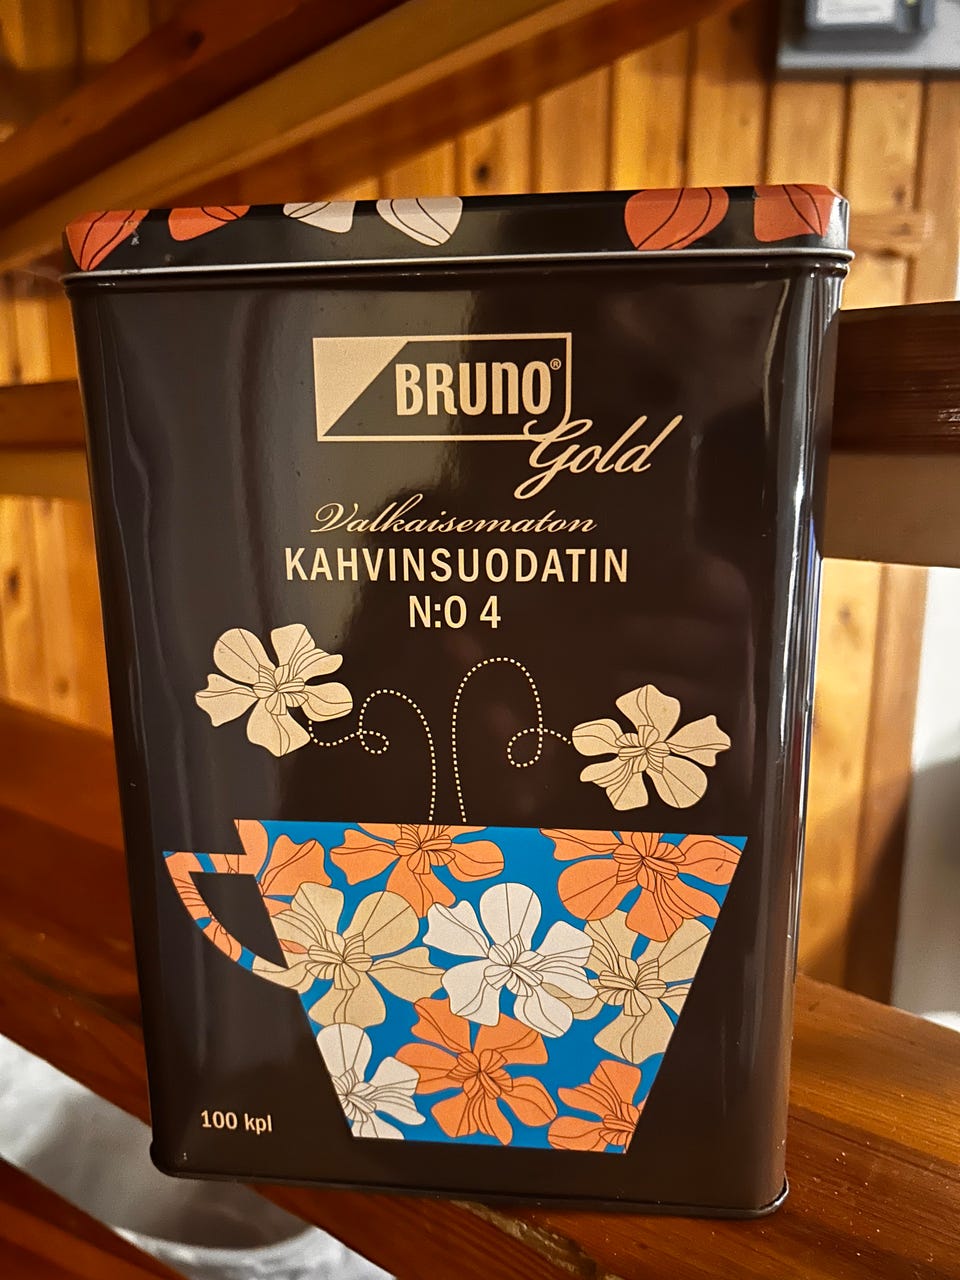 BRUNO®
Gold
Valkaisematon
KAHVINSUODATIN
N:O 4
100 kpl